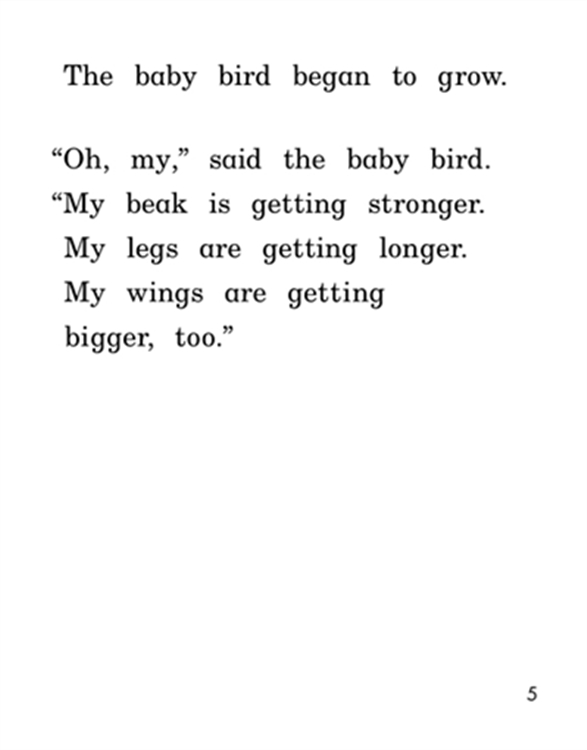 The baby bird began to grow.
“Oh, my,” said the baby bird.
“My beak is getting stronger.
My legs are getting longer.
My wings are getting
bigger, too.”
5